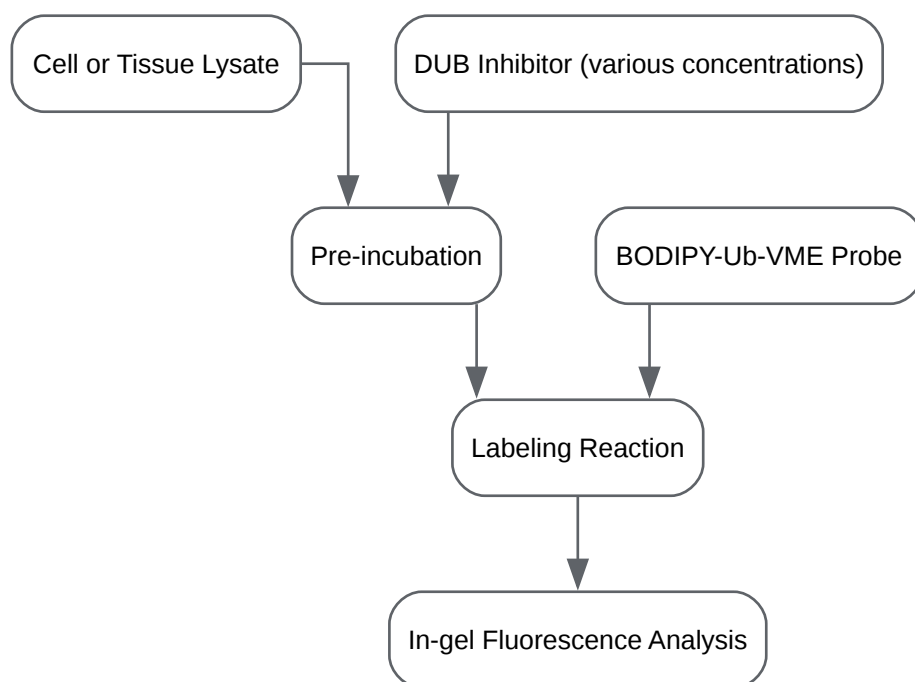 Cell or Tissue Lysate
DUB Inhibitor (various concentrations)
Pre-incubation
BODIPY-Ub-VME Probe
Labeling Reaction
In-gel Fluorescence Analysis